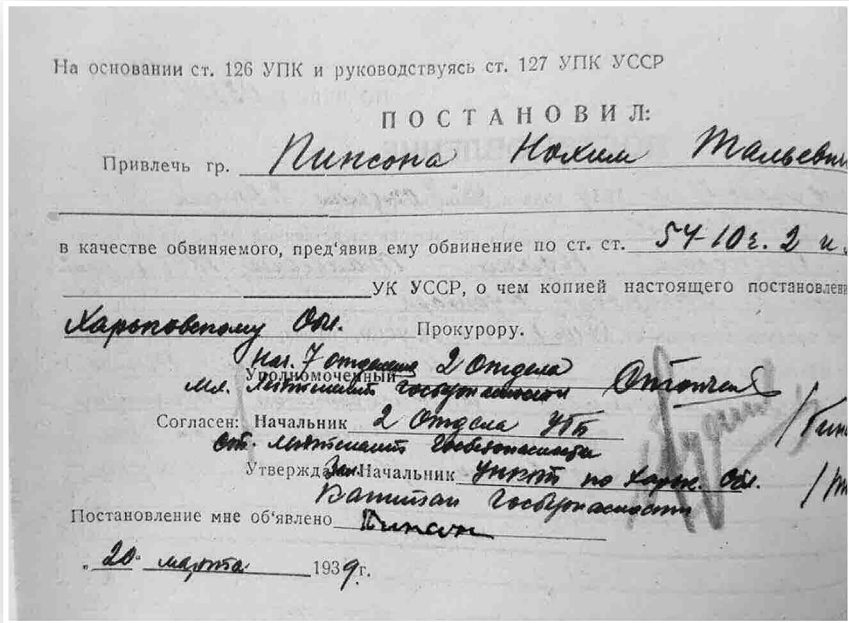 На основании ст. 126 УПК и руководствуясь ст. 127 УПК УССР
ПОСТАНОВИЛ:
Привлечь гр. Пинсона Нохим Тальевич
в качестве обвиняемого, пред'явив ему обвинение по ст. ст. 54-10 ч. 2 и
УК УССР, о чем копией настоящего постановлени
Харьковскому Обл. Прокурору.
Нач. 7 отделения 2 Отдела
Уполномоченный
мл. Лейтенант Госбезопасности
Согласен: Начальник 2 Отдела УГБ
ст. лейтенант Госбезопасности
Утверждаю: Зам. Начальник УНКВД по Харьк. Обл.
Капитан Госбезопасности
Постановление мне об'явлено Пинсон
„20" марта 1939 г.